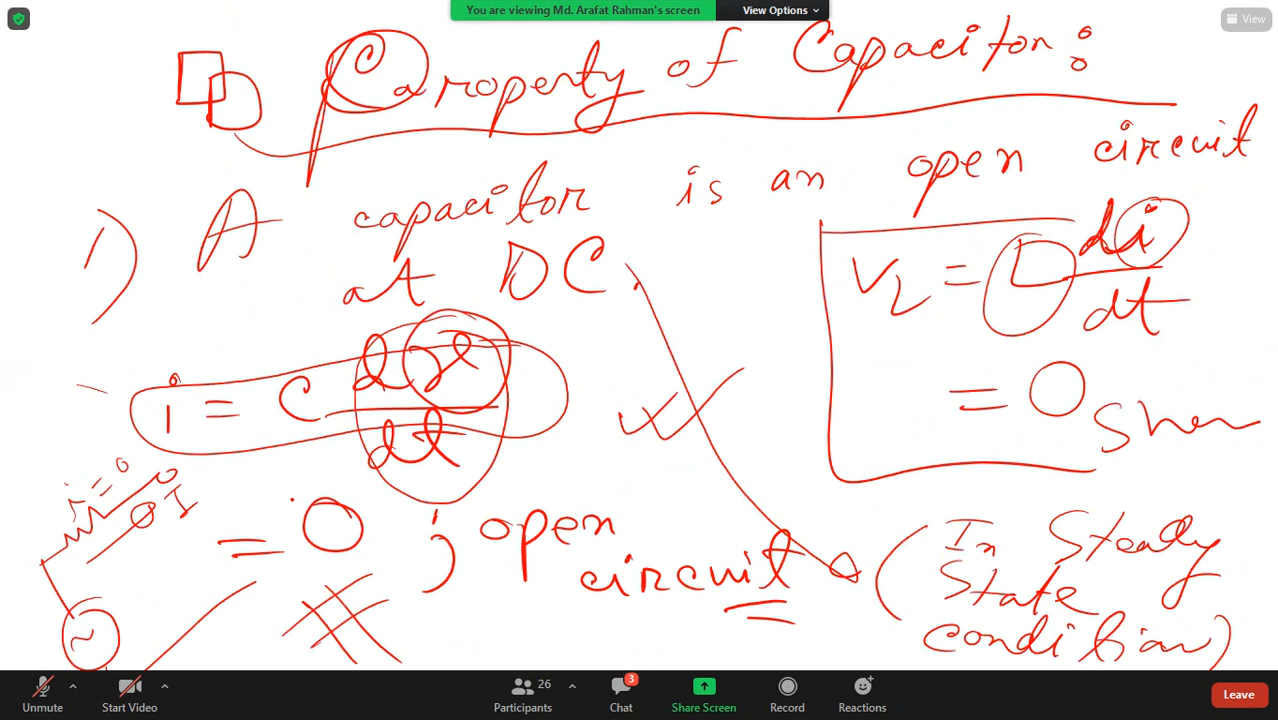 You are viewing Md. Arafat Rahman's screen
View Options
View
Property of Capacitor:
1) A capacitor is an open circuit
at DC.
i = C dv/dt
= 0 ; open
circuit
V_L = L di/dt
= 0
(In Steady
State
condition)
i = 0
Unmute
Start Video
26
Participants
3
Chat
Share Screen
Record
Reactions
Leave